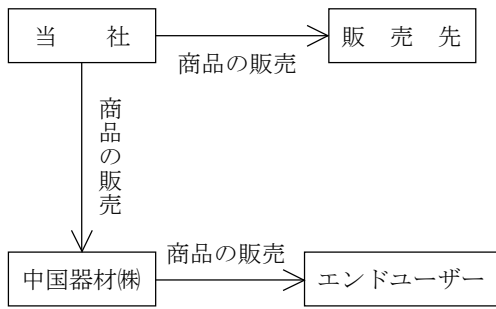 当 社
販 売 先
商品の販売
商品の販売
商品の販売
中国器材㈱
エンドユーザー